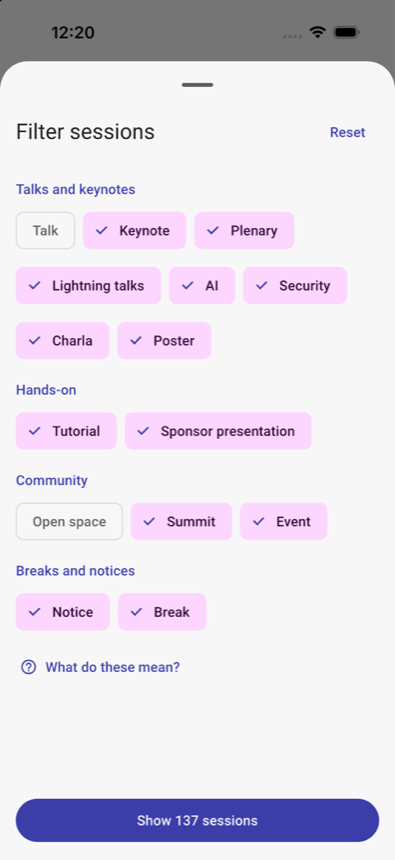 12:20
Filter sessions
Reset
Talks and keynotes
Talk
Keynote
Plenary
Lightning talks
AI
Security
Charla
Poster
Hands-on
Tutorial
Sponsor presentation
Community
Open space
Summit
Event
Breaks and notices
Notice
Break
What do these mean?
Show 137 sessions